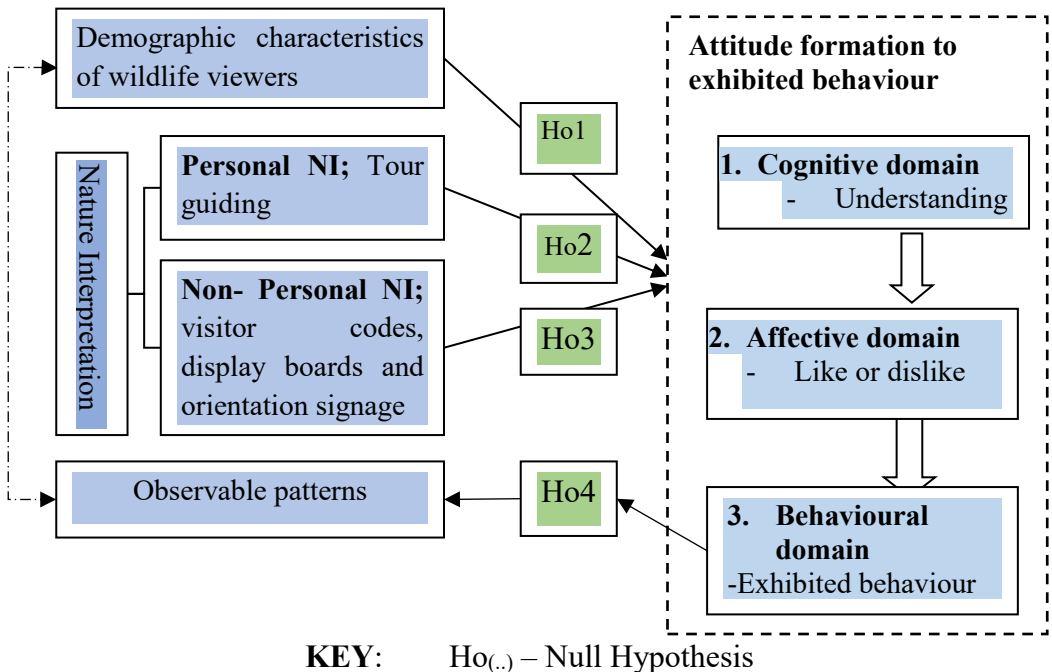 Demographic characteristics
of wildlife viewers
Nature Interpretation
Personal NI; Tour
guiding
Non- Personal NI;
visitor codes,
display boards and
orientation signage
Observable patterns
Ho1
Ho2
Ho3
Ho4
Attitude formation to
exhibited behaviour
1. Cognitive domain
- Understanding
2. Affective domain
- Like or dislike
3. Behavioural
domain
-Exhibited behaviour
KEY: Ho(..) – Null Hypothesis